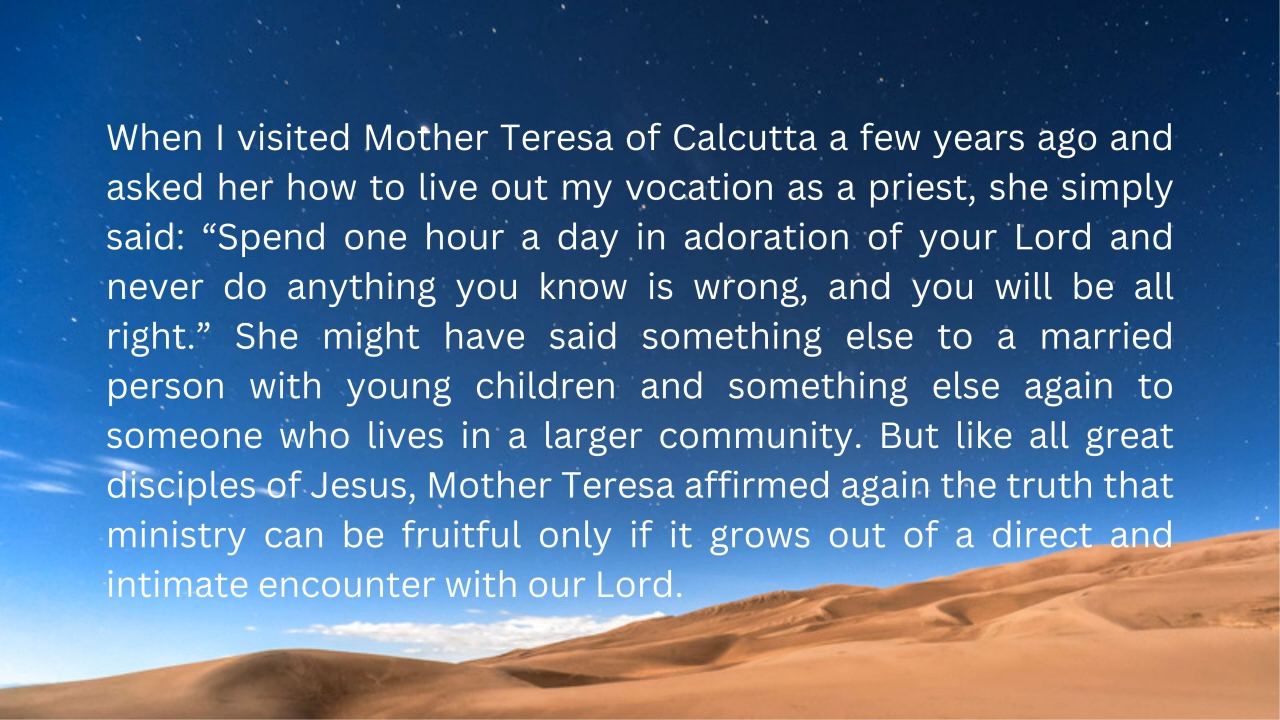 When I visited Mother Teresa of Calcutta a few years ago and
asked her how to live out my vocation as a priest, she simply
said: “Spend one hour a day in adoration of your Lord and
never do anything you know is wrong, and you will be all
right.” She might have said something else to a married
person with young children and something else again to
someone who lives in a larger community. But like all great
disciples of Jesus, Mother Teresa affirmed again the truth that
ministry can be fruitful only if it grows out of a direct and
intimate encounter with our Lord.